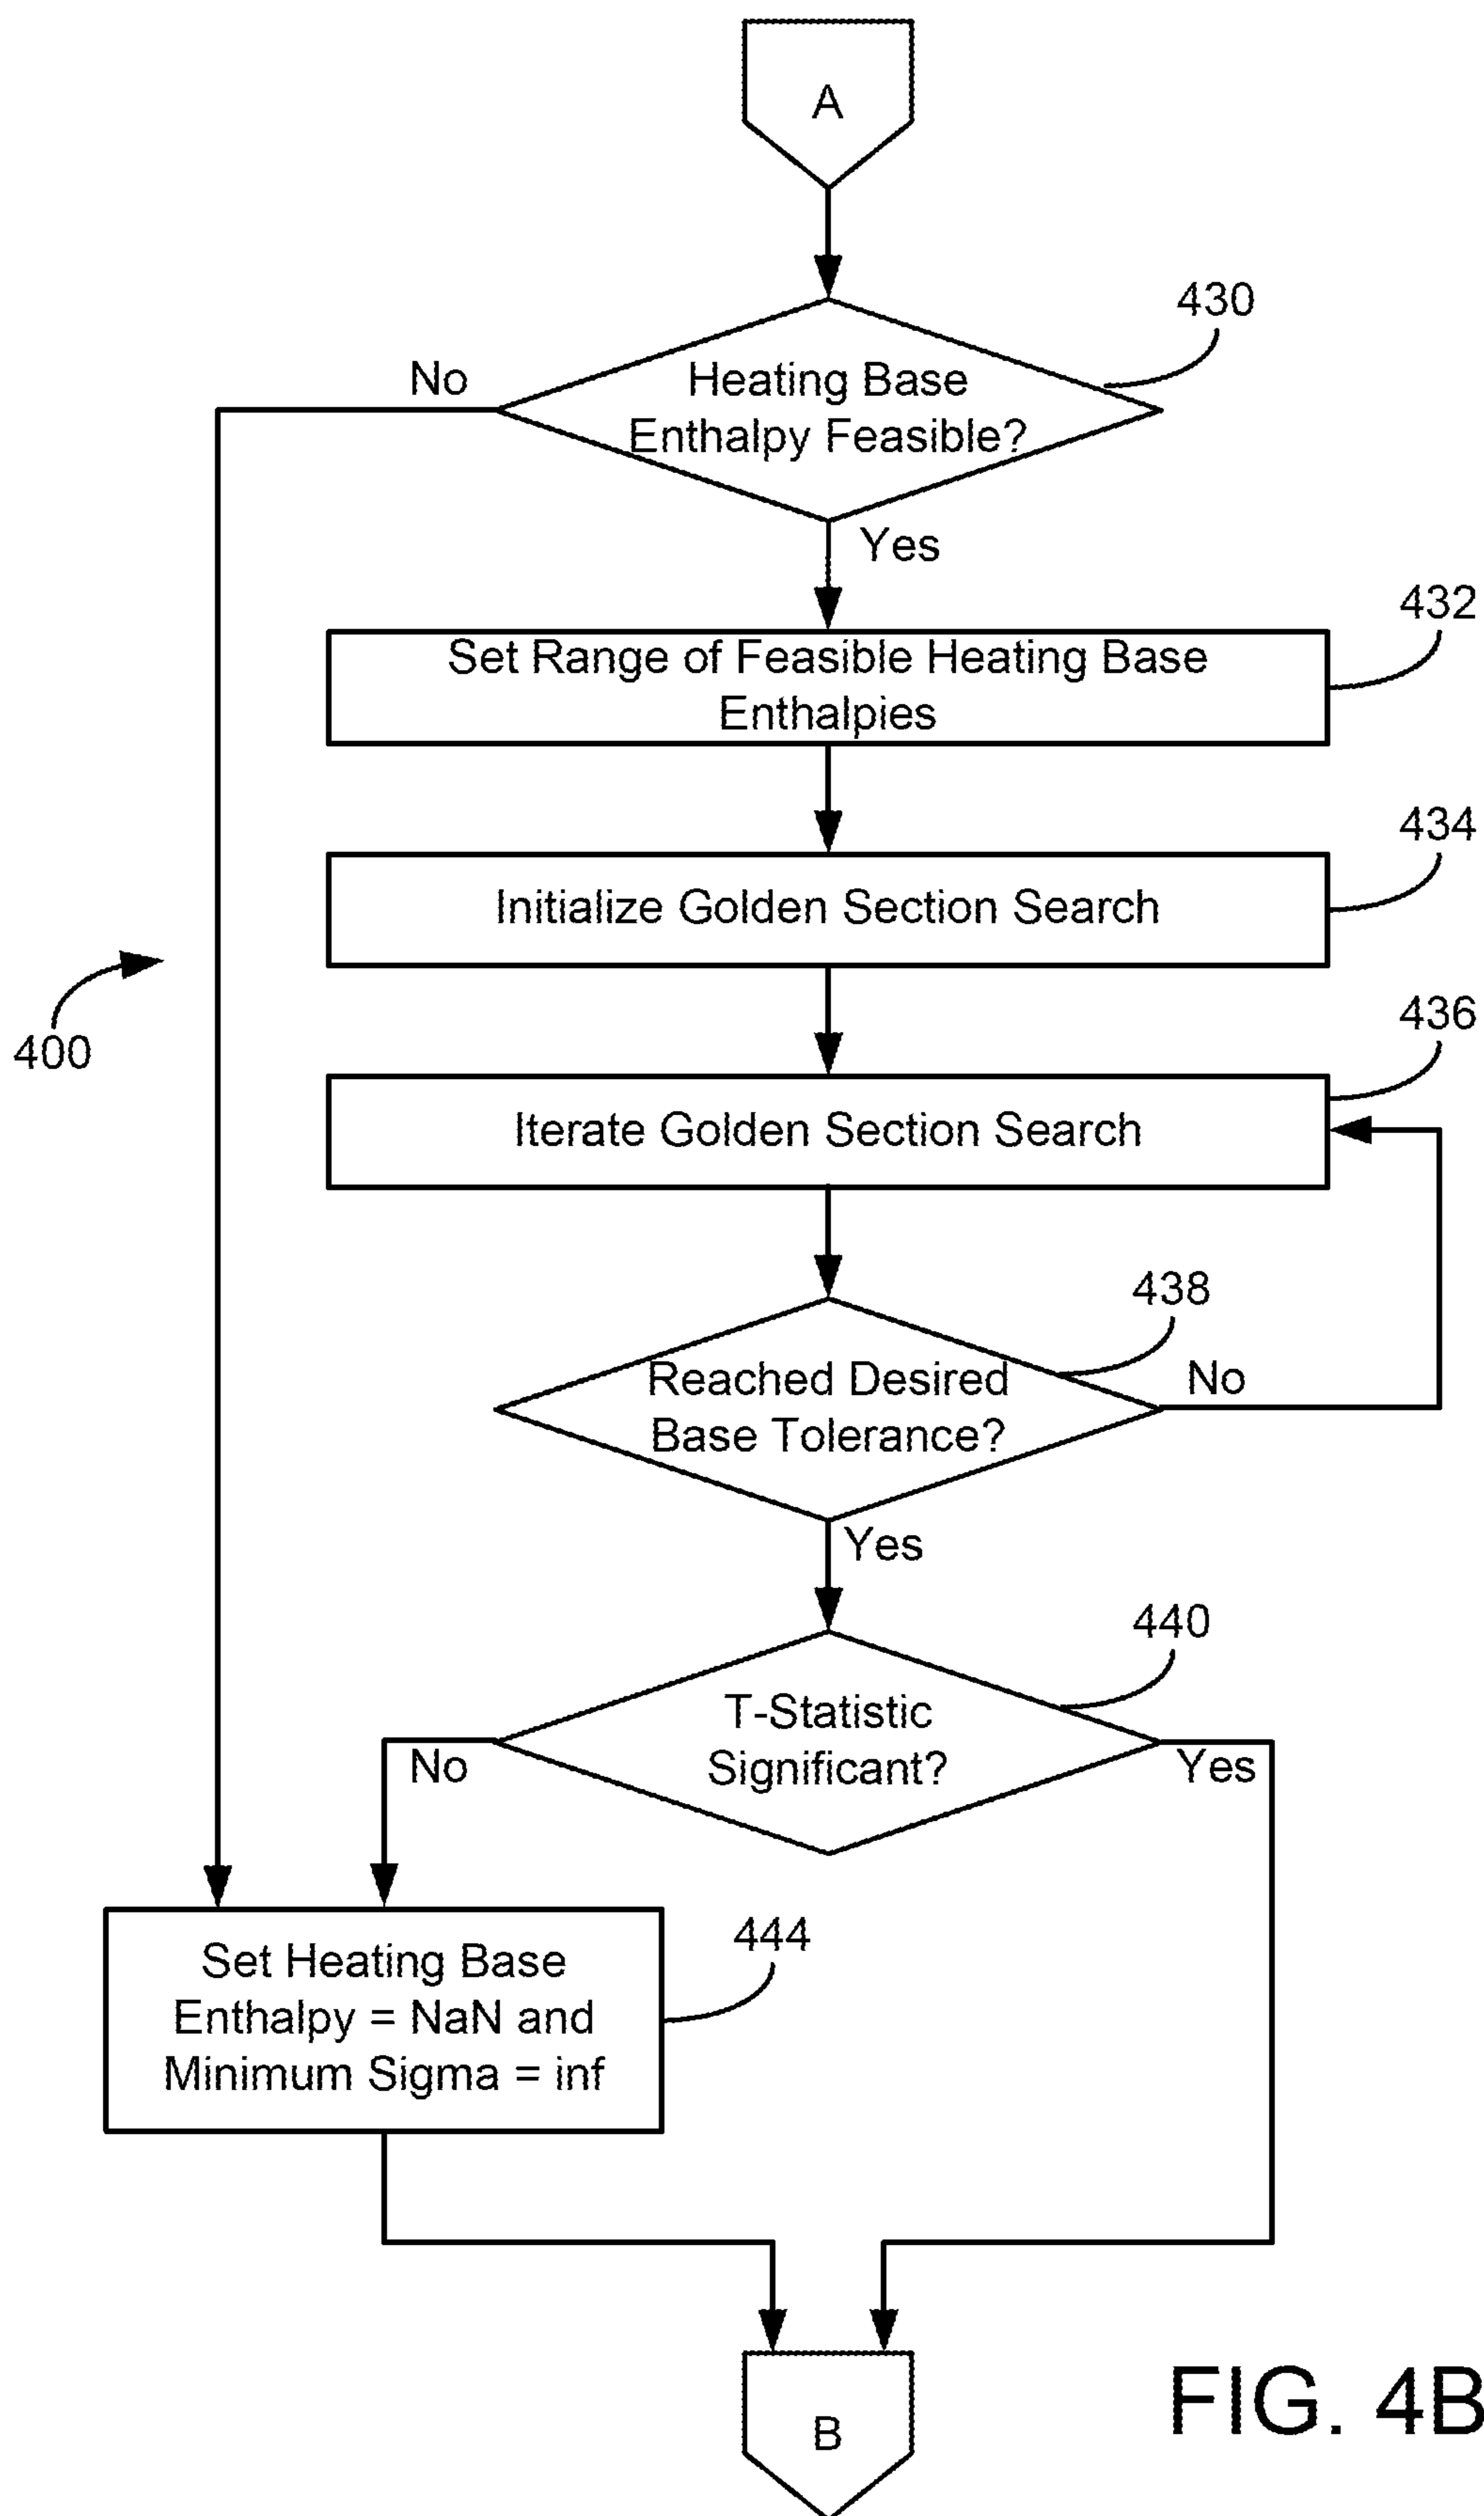 A
430
No
Heating Base
Enthalpy Feasible?
Yes
432
Set Range of Feasible Heating Base
Enthalpies
434
Initialize Golden Section Search
400
436
Iterate Golden Section Search
438
Reached Desired
Base Tolerance?
No
Yes
440
T-Statistic
Significant?
No
Yes
444
Set Heating Base
Enthalpy = NaN and
Minimum Sigma = inf
B
FIG. 4B